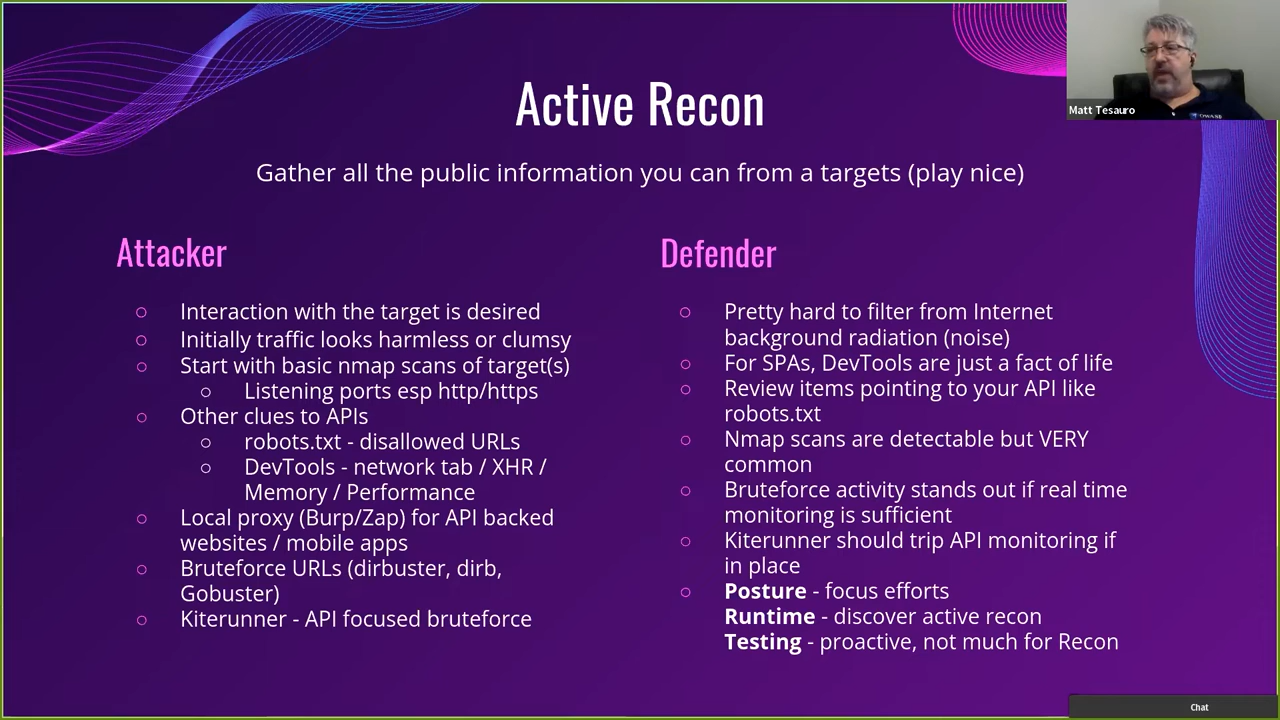 Active Recon
Gather all the public information you can from a targets (play nice)
Matt Tesauro
Attacker
○ Interaction with the target is desired
○ Initially traffic looks harmless or clumsy
○ Start with basic nmap scans of target(s)
○ Listening ports esp http/https
○ Other clues to APIs
○ robots.txt - disallowed URLs
○ DevTools - network tab / XHR /
Memory / Performance
○ Local proxy (Burp/Zap) for API backed
websites / mobile apps
○ Bruteforce URLs (dirbuster, dirb,
Gobuster)
○ Kiterunner - API focused bruteforce
Defender
○ Pretty hard to filter from Internet
background radiation (noise)
○ For SPAs, DevTools are just a fact of life
○ Review items pointing to your API like
robots.txt
○ Nmap scans are detectable but VERY
common
○ Bruteforce activity stands out if real time
monitoring is sufficient
○ Kiterunner should trip API monitoring if
in place
○ Posture - focus efforts
Runtime - discover active recon
Testing - proactive, not much for Recon
Chat